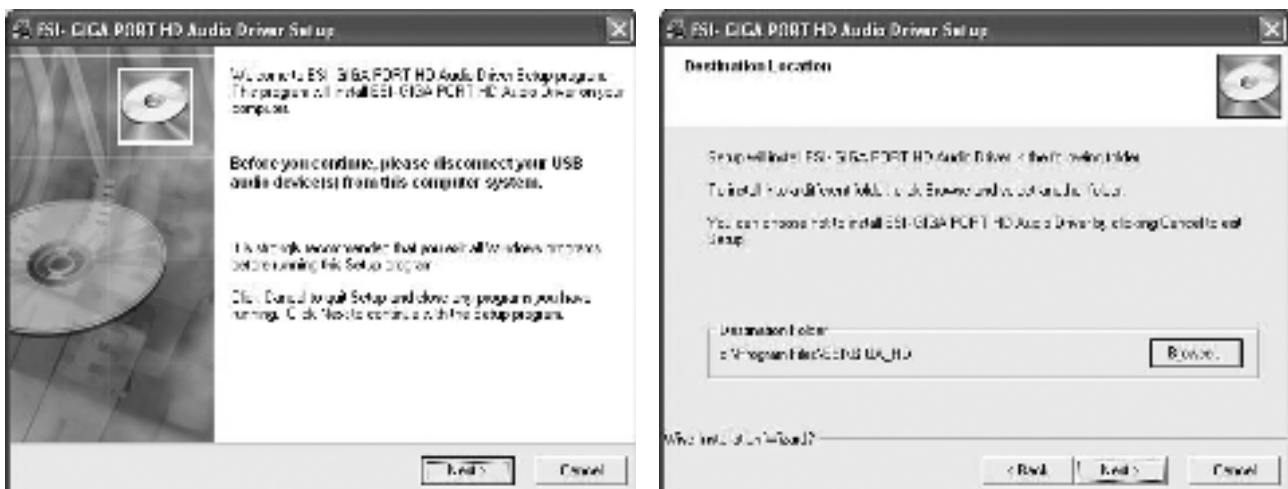 ESI- GIGA PORT HD Audio Driver Setup
Welcome to ESI- GIGA PORT HD Audio Driver Setup program.
This program will install ESI- GIGA PORT HD Audio Driver on your
computer.
Before you continue, please disconnect your USB
audio device(s) from this computer system.
It is strongly recommended that you exit all Windows programs
before running this Setup program.
Click Cancel to quit Setup and close any programs you have
running. Click Next to continue with the Setup program.
Next >
Cancel
ESI- GIGA PORT HD Audio Driver Setup
Destination Location
Setup will install ESI- GIGA PORT HD Audio Driver in the following folder.
To install into a different folder, click Browse and select another folder.
You can choose not to install ESI- GIGA PORT HD Audio Driver by clicking Cancel to exit
Setup.
Destination Folder
Browse...
Wise Installation Wizard?
< Back
Next >
Cancel